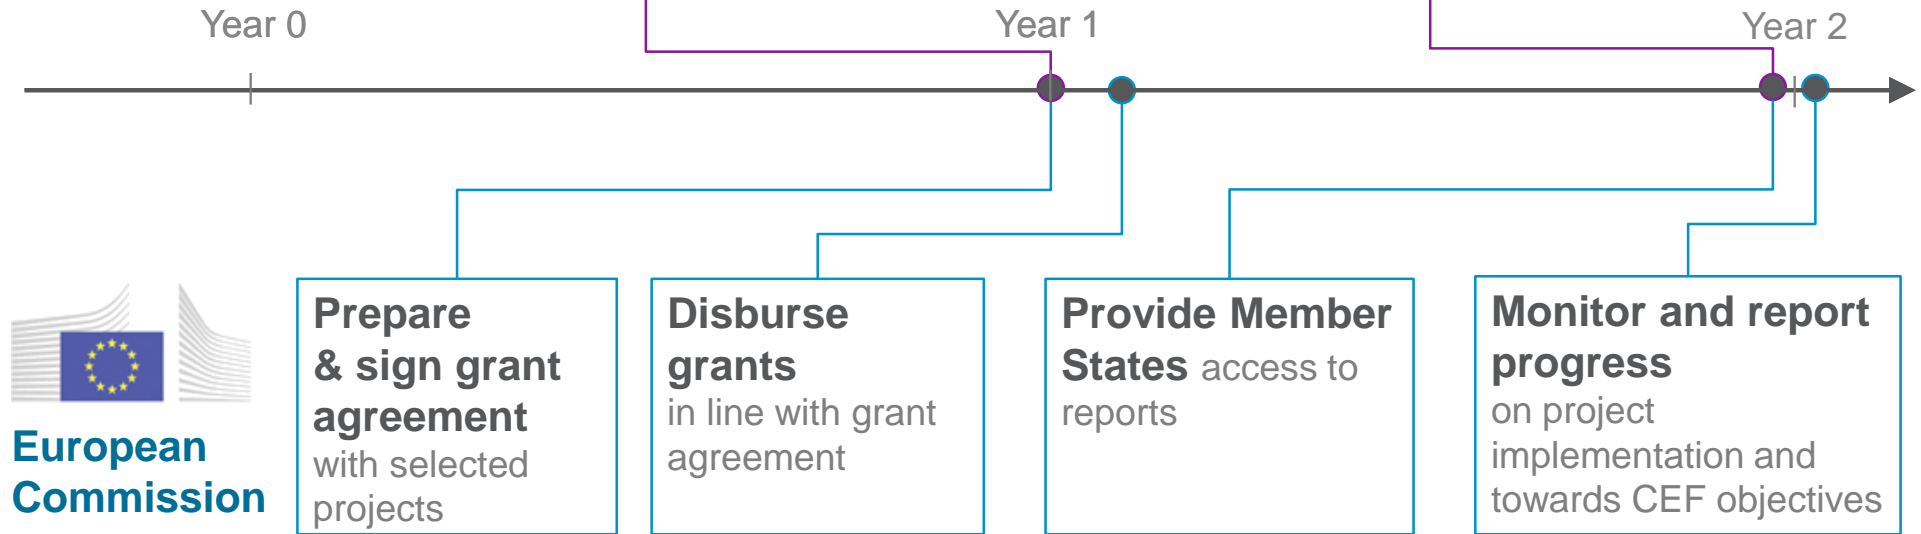 Year 0
Year 1
Year 2
European
Commission
Prepare
& sign grant
agreement
with selected
projects
Disburse
grants
in line with grant
agreement
Provide Member
States access to
reports
Monitor and report
progress
on project
implementation and
towards CEF objectives